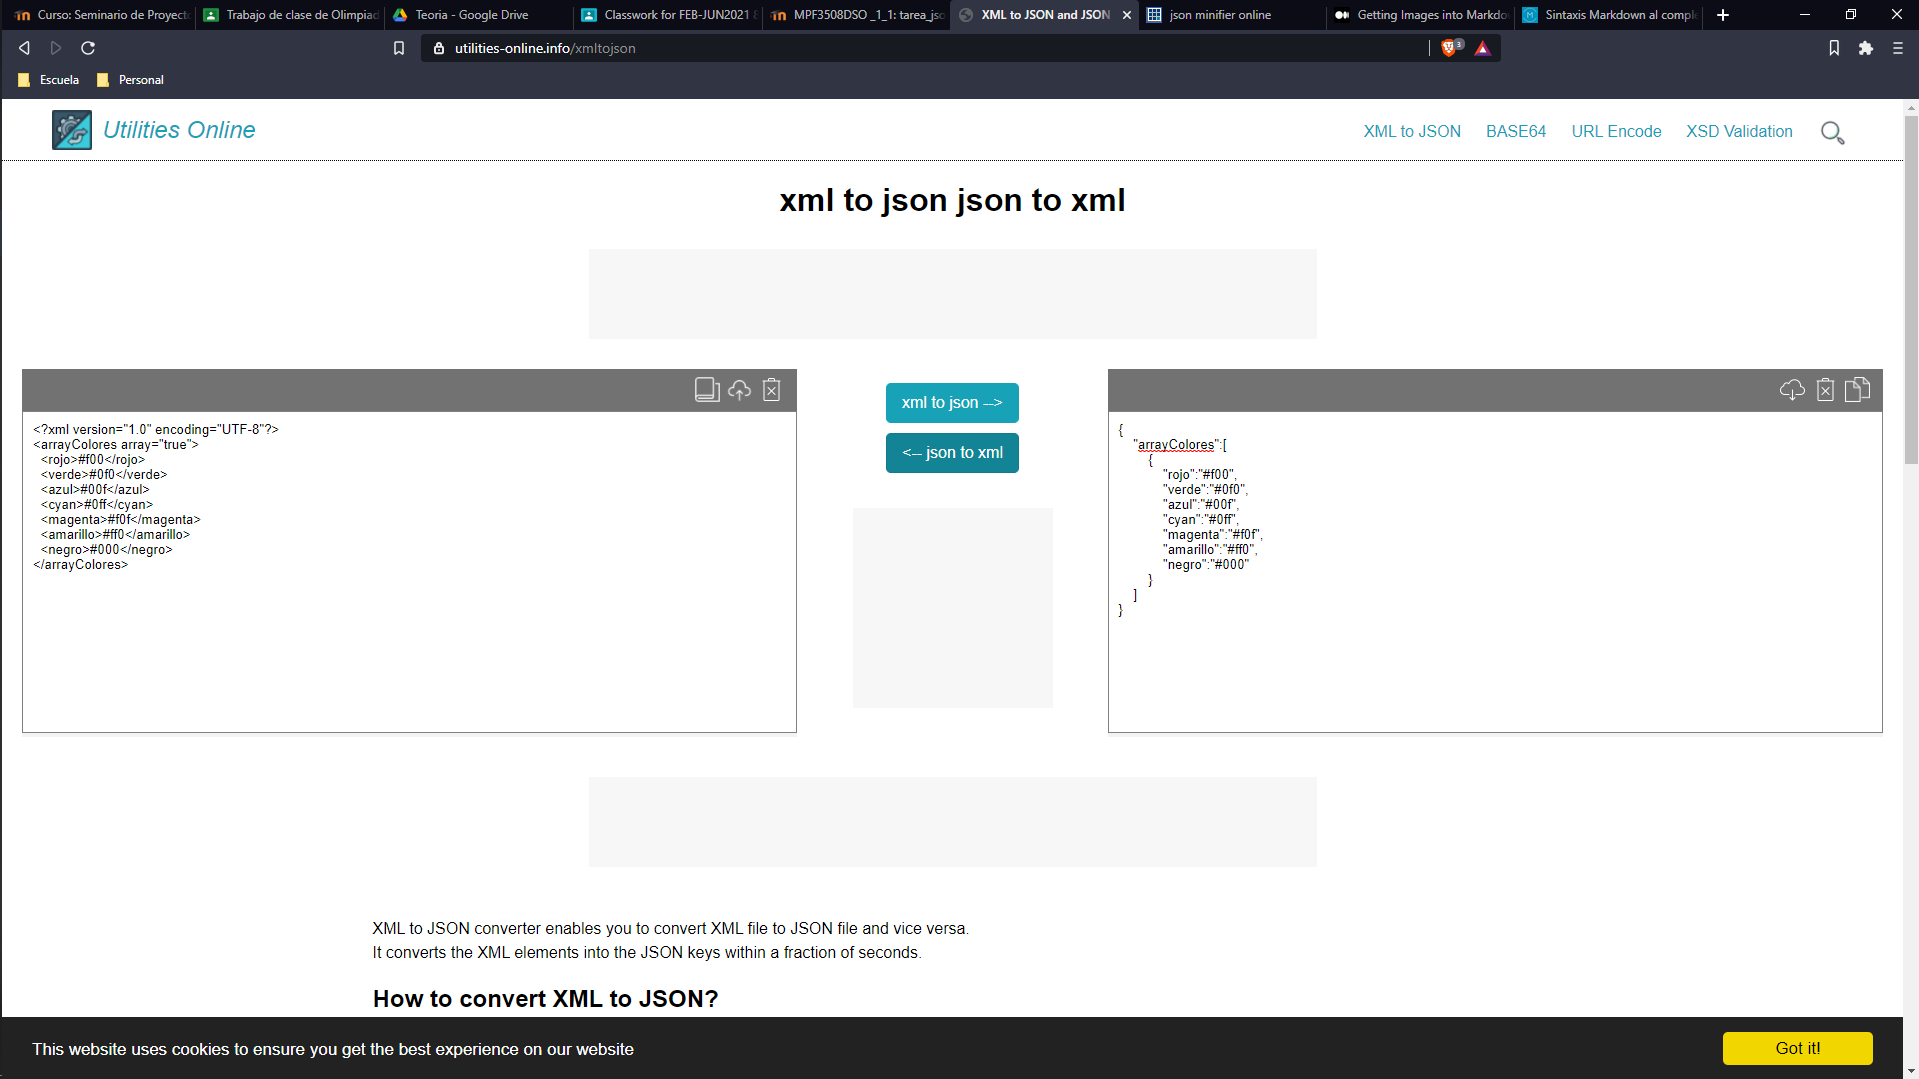 Curso: Seminario de Proyecto
Trabajo de clase de Olimpiad
Teoria - Google Drive
Classwork for FEB-JUN2021 8
MPF3508DSO _1_1: tarea_jso
XML to JSON and JSON
json minifier online
Getting Images into Markdo
Sintaxis Markdown al comple
utilities-online.info/xmltojson
3
Escuela
Personal
Utilities Online
XML to JSON
BASE64
URL Encode
XSD Validation
xml to json json to xml
<?xml version="1.0" encoding="UTF-8"?>
<arrayColores array="true">
<rojo>#f00</rojo>
<verde>#0f0</verde>
<azul>#00f</azul>
<cyan>#0ff</cyan>
<magenta>#f0f</magenta>
<amarillo>#ff0</amarillo>
<negro>#000</negro>
</arrayColores>
xml to json -->
<-- json to xml
{
"arrayColores":[
{
"rojo":"#f00",
"verde":"#0f0",
"azul":"#00f",
"cyan":"#0ff",
"magenta":"#f0f",
"amarillo":"#ff0",
"negro":"#000"
}
]
}
XML to JSON converter enables you to convert XML file to JSON file and vice versa.
It converts the XML elements into the JSON keys within a fraction of seconds.
How to convert XML to JSON?
This website uses cookies to ensure you get the best experience on our website
Got it!